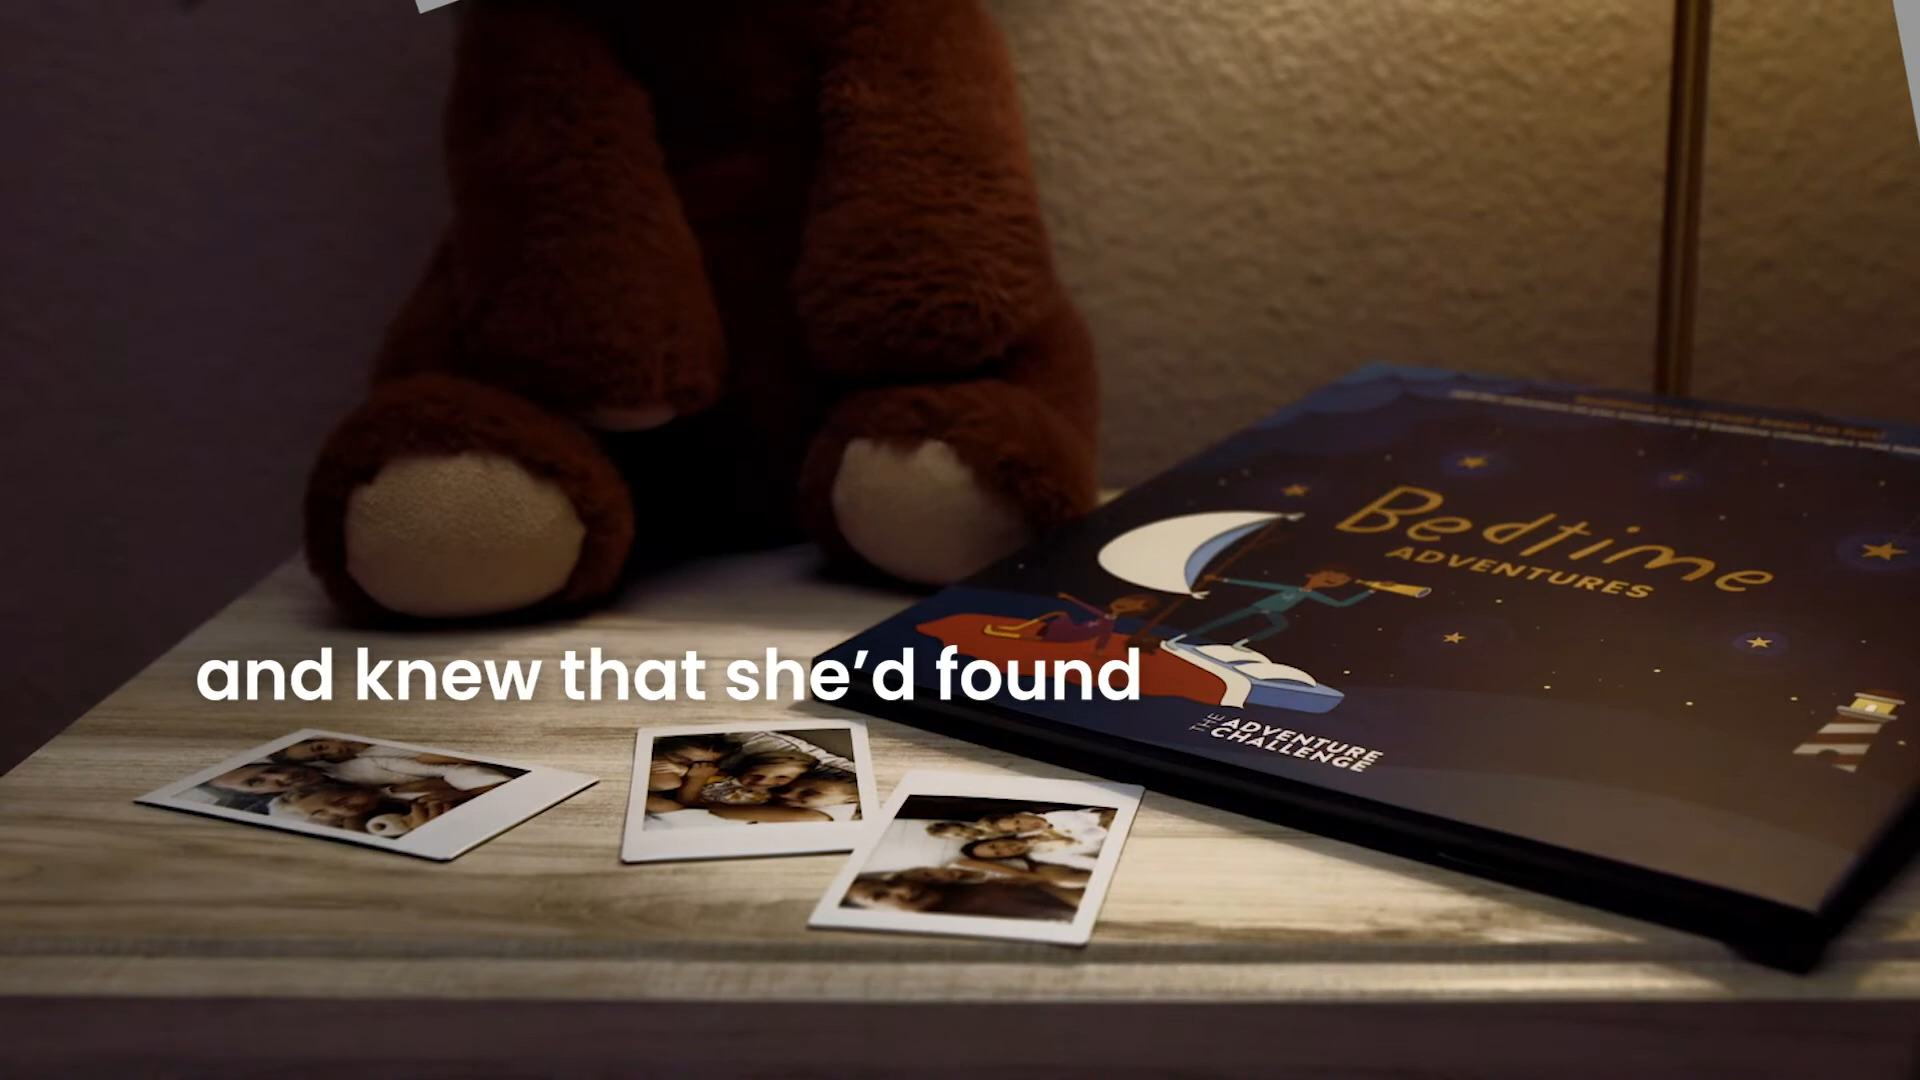 Bedtime
ADVENTURES
and knew that she’d found
THE
ADVENTURE
CHALLENGE